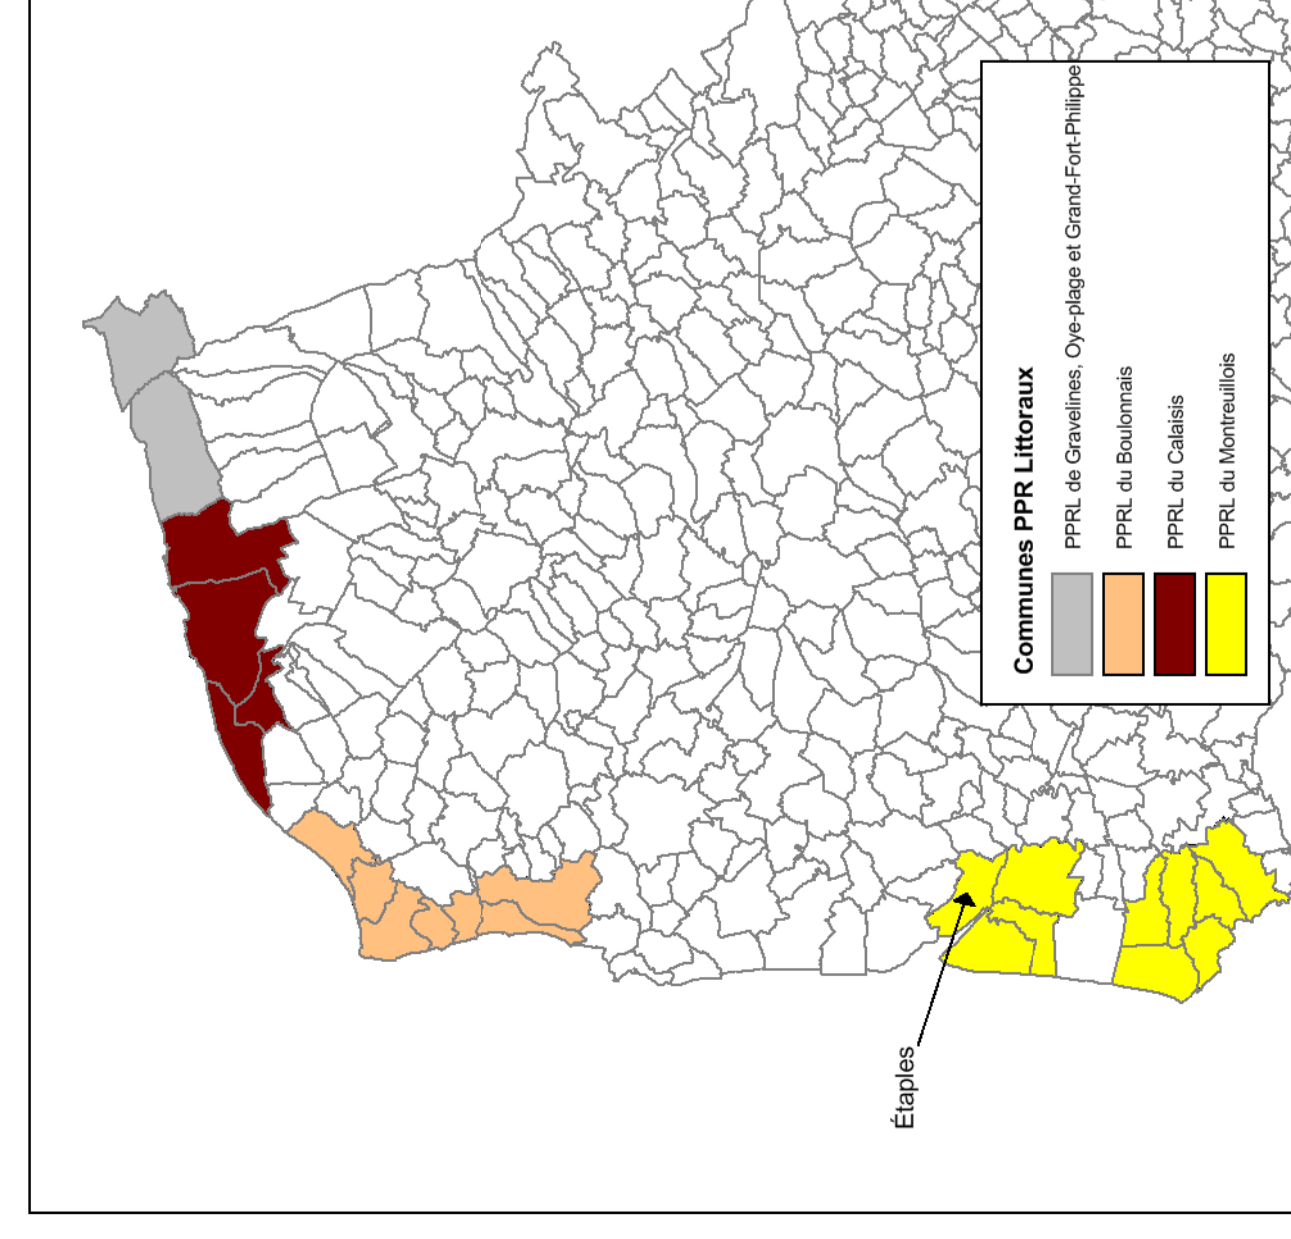 Étaples
Communes PPR Littoraux
PPRL de Gravelines, Oye-plage et Grand-Fort-Philippe
PPRL du Boulonnais
PPRL du Calaisis
PPRL du Montreuillois